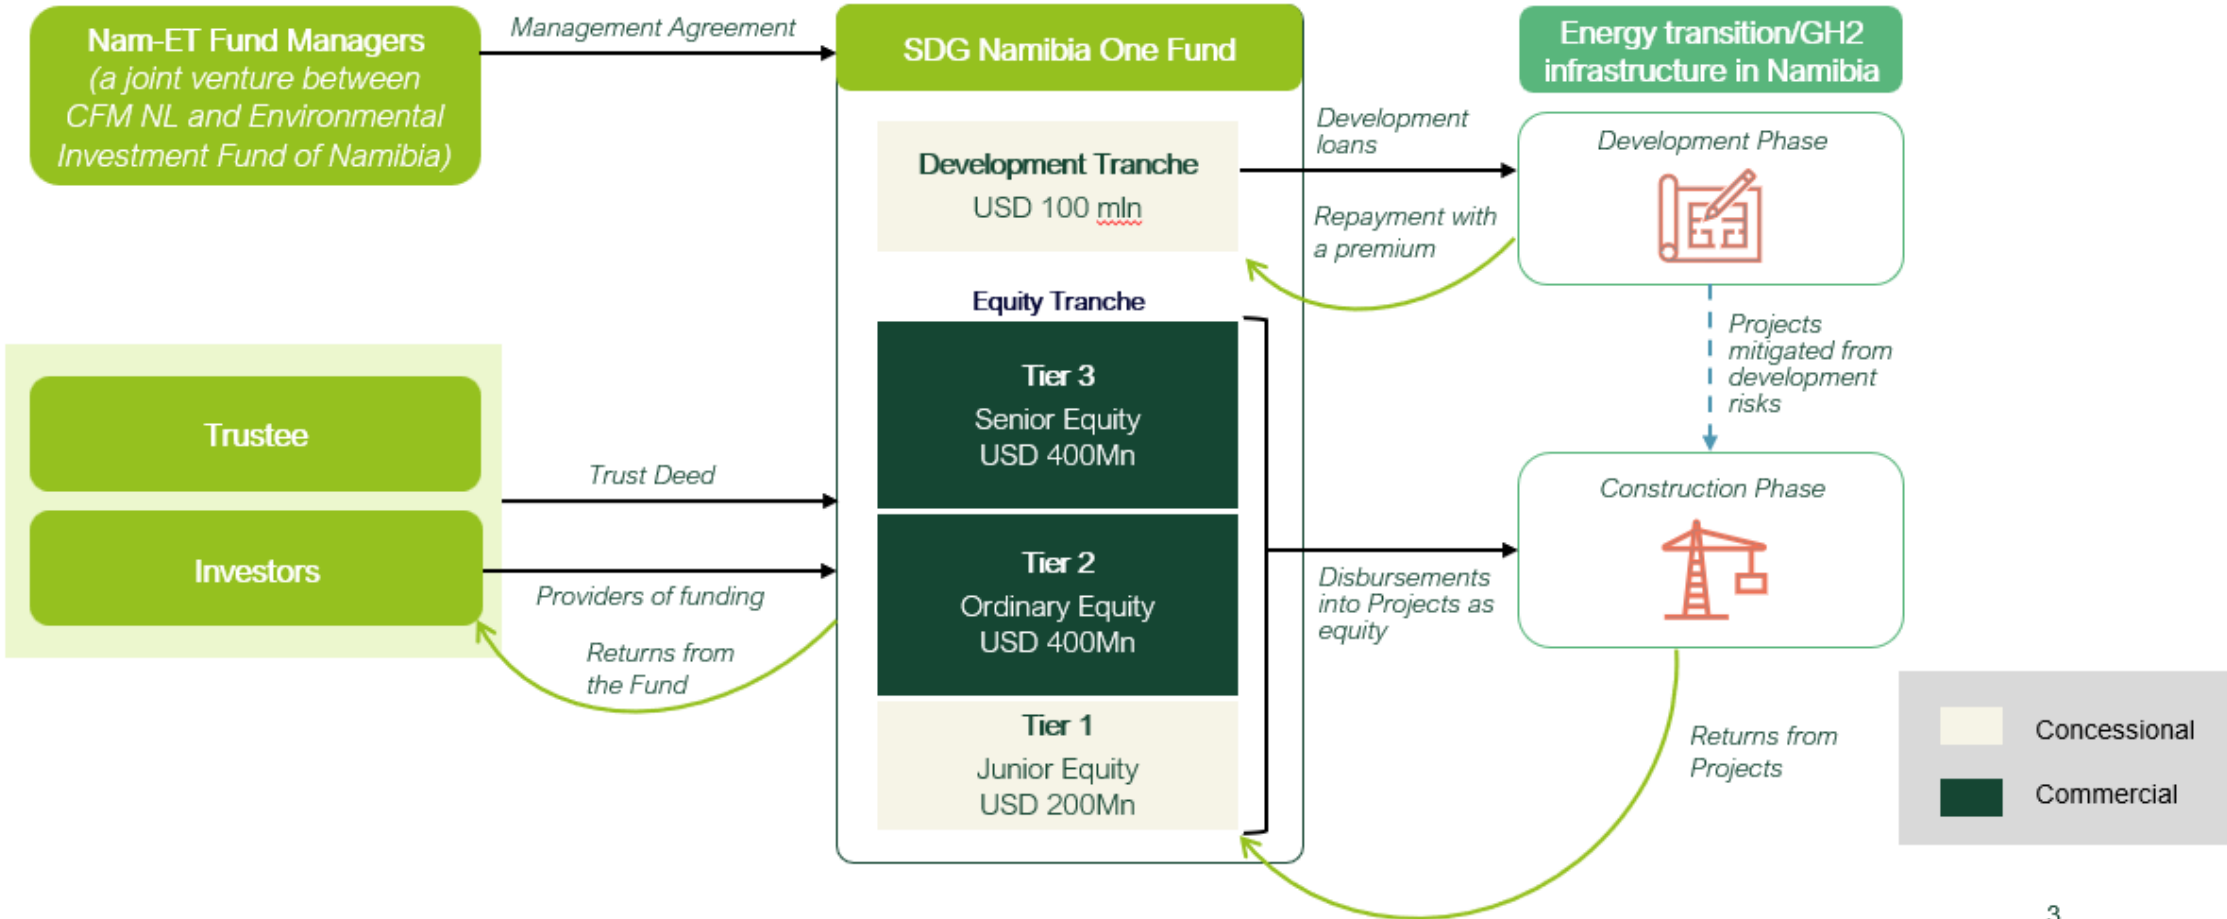 Nam-ET Fund Managers
(a joint venture between
CFM NL and Environmental
Investment Fund of Namibia)
Management Agreement
SDG Namibia One Fund
Development Tranche
USD 100 mln
Equity Tranche
Tier 3
Senior Equity
USD 400Mn
Tier 2
Ordinary Equity
USD 400Mn
Tier 1
Junior Equity
USD 200Mn
Trustee
Investors
Trust Deed
Providers of funding
Returns from
the Fund
Development
loans
Repayment with
a premium
Energy transition/GH2
infrastructure in Namibia
Development Phase
Projects
mitigated from
development
risks
Construction Phase
Disbursements
into Projects as
equity
Returns from
Projects
Concessional
Commercial
3